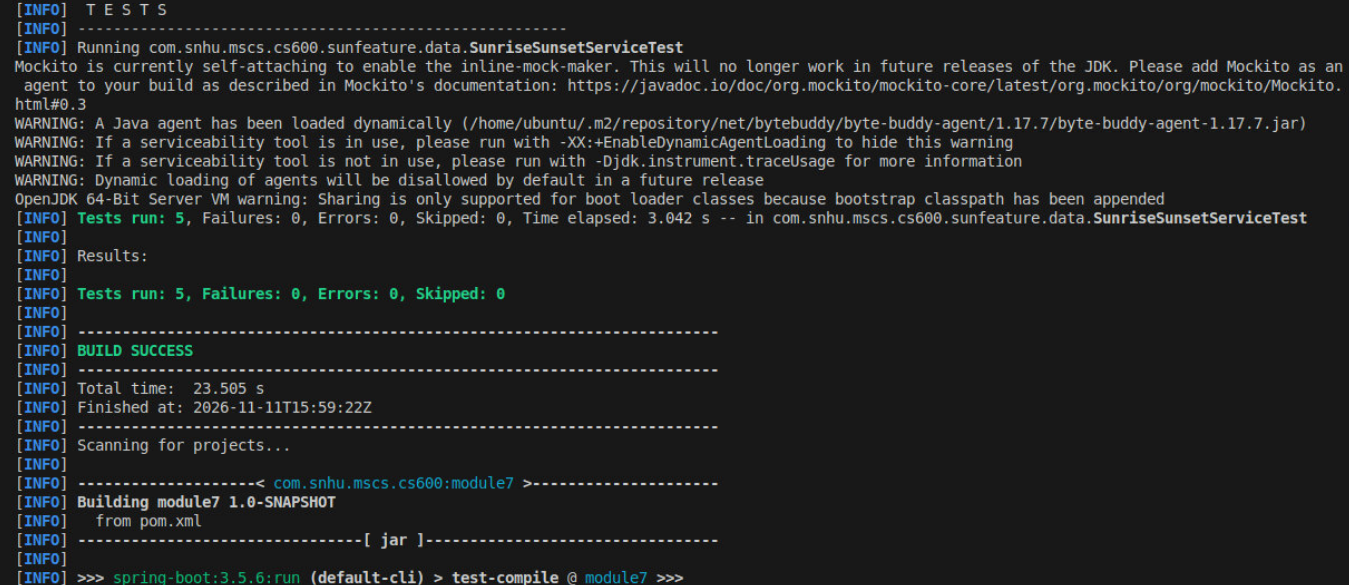 [INFO]  T E S T S
[INFO] -------------------------------------------------------
[INFO] Running com.snhu.mscs.cs600.sunfeature.data.SunriseSunsetServiceTest
Mockito is currently self-attaching to enable the inline-mock-maker. This will no longer work in future releases of the JDK. Please add Mockito as an
 agent to your build as described in Mockito's documentation: https://javadoc.io/doc/org.mockito/mockito-core/latest/org.mockito/org/mockito/Mockito.
html#0.3
WARNING: A Java agent has been loaded dynamically (/home/ubuntu/.m2/repository/net/bytebuddy/byte-buddy-agent/1.17.7/byte-buddy-agent-1.17.7.jar)
WARNING: If a serviceability tool is in use, please run with -XX:+EnableDynamicAgentLoading to hide this warning
WARNING: If a serviceability tool is not in use, please run with -Djdk.instrument.traceUsage for more information
WARNING: Dynamic loading of agents will be disallowed by default in a future release
OpenJDK 64-Bit Server VM warning: Sharing is only supported for boot loader classes because bootstrap classpath has been appended
[INFO] Tests run: 5, Failures: 0, Errors: 0, Skipped: 0, Time elapsed: 3.042 s -- in com.snhu.mscs.cs600.sunfeature.data.SunriseSunsetServiceTest
[INFO]
[INFO] Results:
[INFO]
[INFO] Tests run: 5, Failures: 0, Errors: 0, Skipped: 0
[INFO]
[INFO] ------------------------------------------------------------------------
[INFO] BUILD SUCCESS
[INFO] ------------------------------------------------------------------------
[INFO] Total time:  23.505 s
[INFO] Finished at: 2026-11-11T15:59:22Z
[INFO] ------------------------------------------------------------------------
[INFO] Scanning for projects...
[INFO]
[INFO] --------------------< com.snhu.mscs.cs600:module7 >---------------------
[INFO] Building module7 1.0-SNAPSHOT
[INFO]   from pom.xml
[INFO] --------------------------------[ jar ]---------------------------------
[INFO]
[INFO] >>> spring-boot:3.5.6:run (default-cli) > test-compile @ module7 >>>